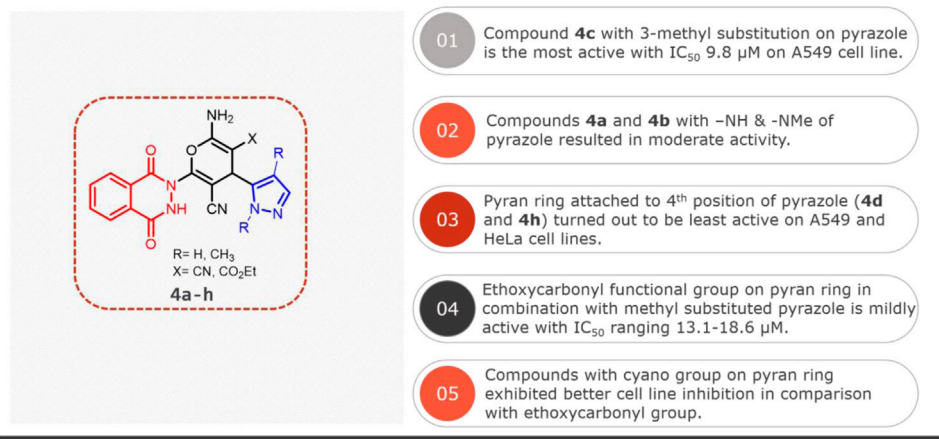 NH₂
O
X
R
O
N
NH
CN
N
N
R
O
R= H, CH₃
X= CN, CO₂Et
4a-h
01
Compound 4c with 3-methyl substitution on pyrazole
is the most active with IC₅₀ 9.8 µM on A549 cell line.
02
Compounds 4a and 4b with –NH & -NMe of
pyrazole resulted in moderate activity.
03
Pyran ring attached to 4ᵗʰ position of pyrazole (4d
and 4h) turned out to be least active on A549 and
HeLa cell lines.
04
Ethoxycarbonyl functional group on pyran ring in
combination with methyl substituted pyrazole is mildly
active with IC₅₀ ranging 13.1-18.6 µM.
05
Compounds with cyano group on pyran ring
exhibited better cell line inhibition in comparison
with ethoxycarbonyl group.